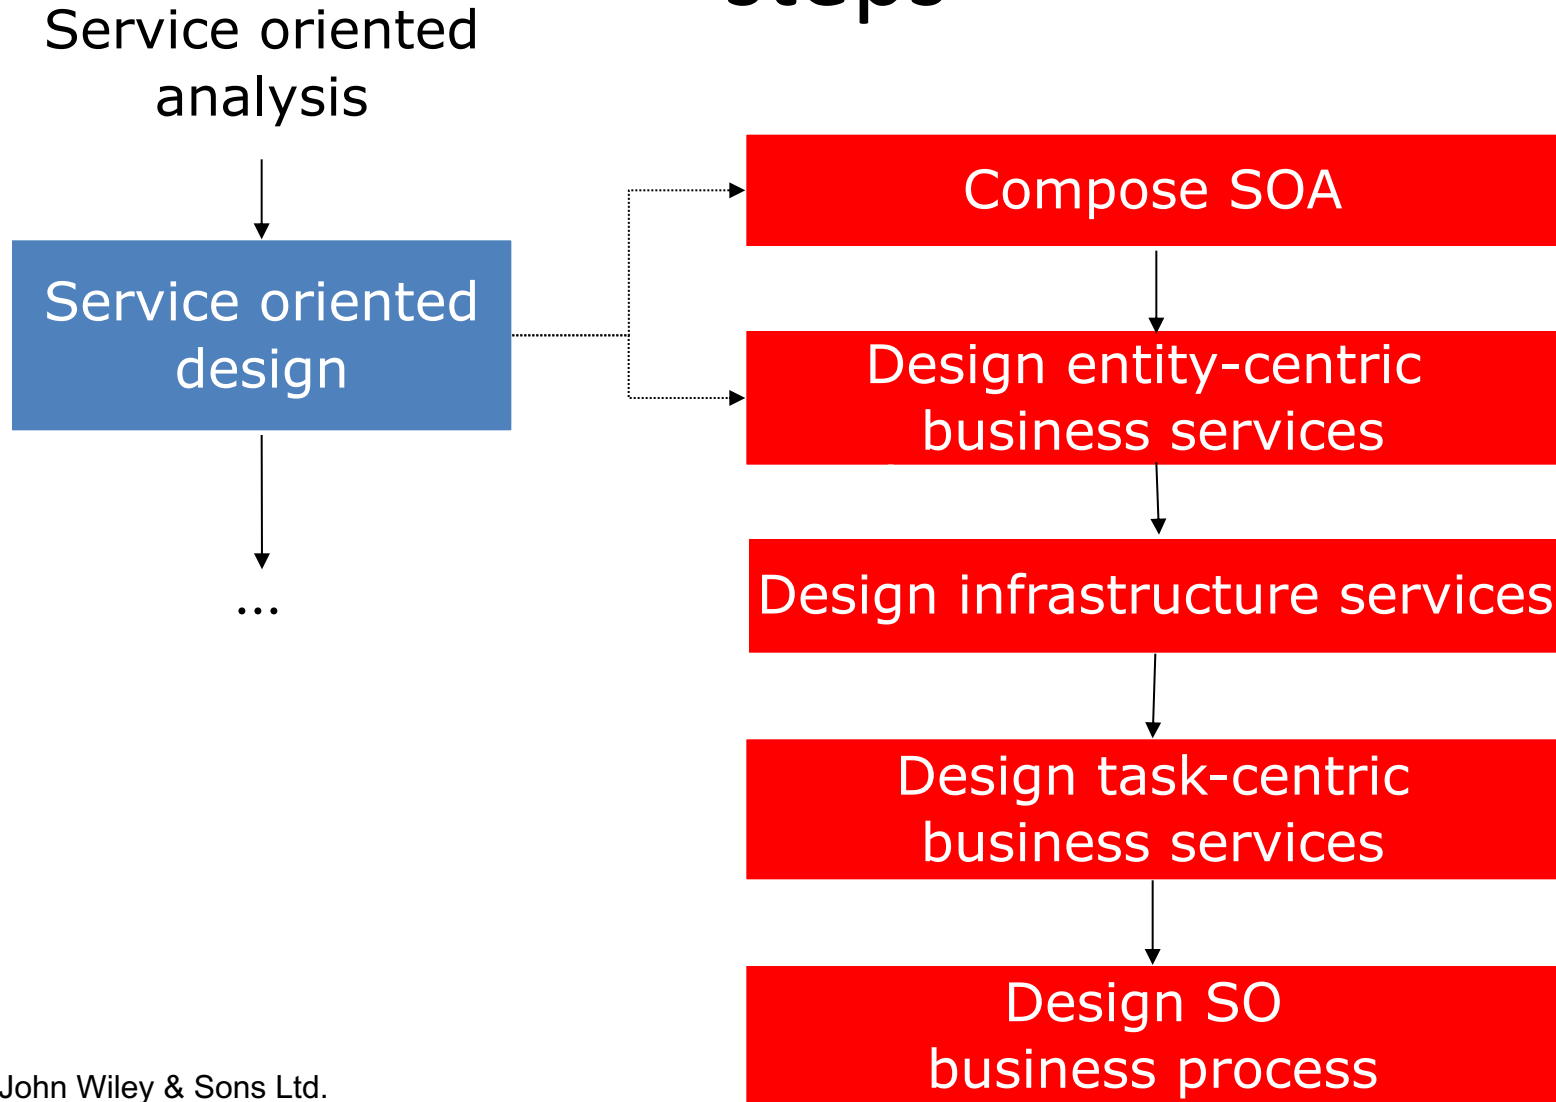 steps
Service oriented
analysis
Service oriented
design
...
Compose SOA
Design entity-centric
business services
Design infrastructure services
Design task-centric
business services
Design SO
business process
John Wiley & Sons Ltd.